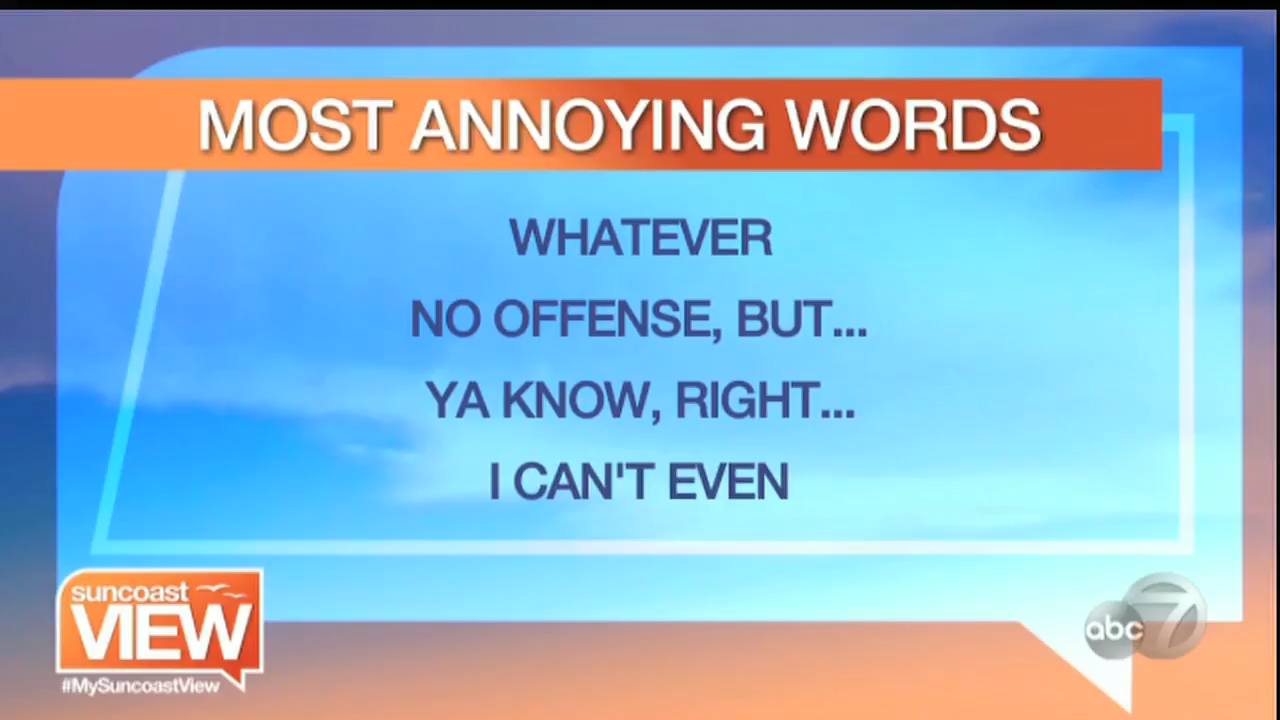 MOST ANNOYING WORDS
WHATEVER
NO OFFENSE, BUT...
YA KNOW, RIGHT...
I CAN'T EVEN
suncoast
VIEW
#MySuncoastView
abc 7